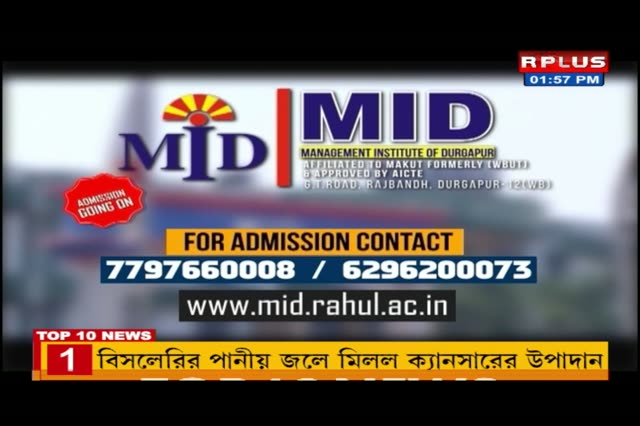 RPLUS
01:57 PM
MID
MID
MANAGEMENT INSTITUTE OF DURGAPUR
AFFILIATED TO MAKUT FORMERLY (WBUT)
& APPROVED BY AICTE
G.T.ROAD, RAJBANDH, DURGAPUR- 12(WB)
ADMISSION
GOING ON
FOR ADMISSION CONTACT
7797660008 / 6296200073
www.mid.rahul.ac.in
TOP 10 NEWS
1 বিসলেরির পানীয় জলে মিলল ক্যানসারের উপাদান